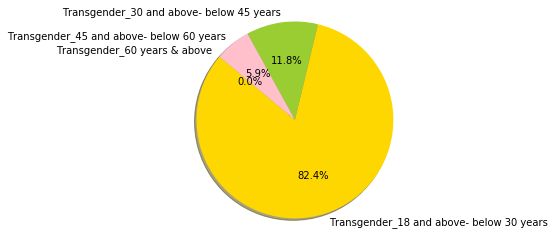 Transgender_30 and above- below 45 years
Transgender_45 and above- below 60 years
Transgender_60 years & above
11.8%
5.9%
0.0%
82.4%
Transgender_18 and above- below 30 years